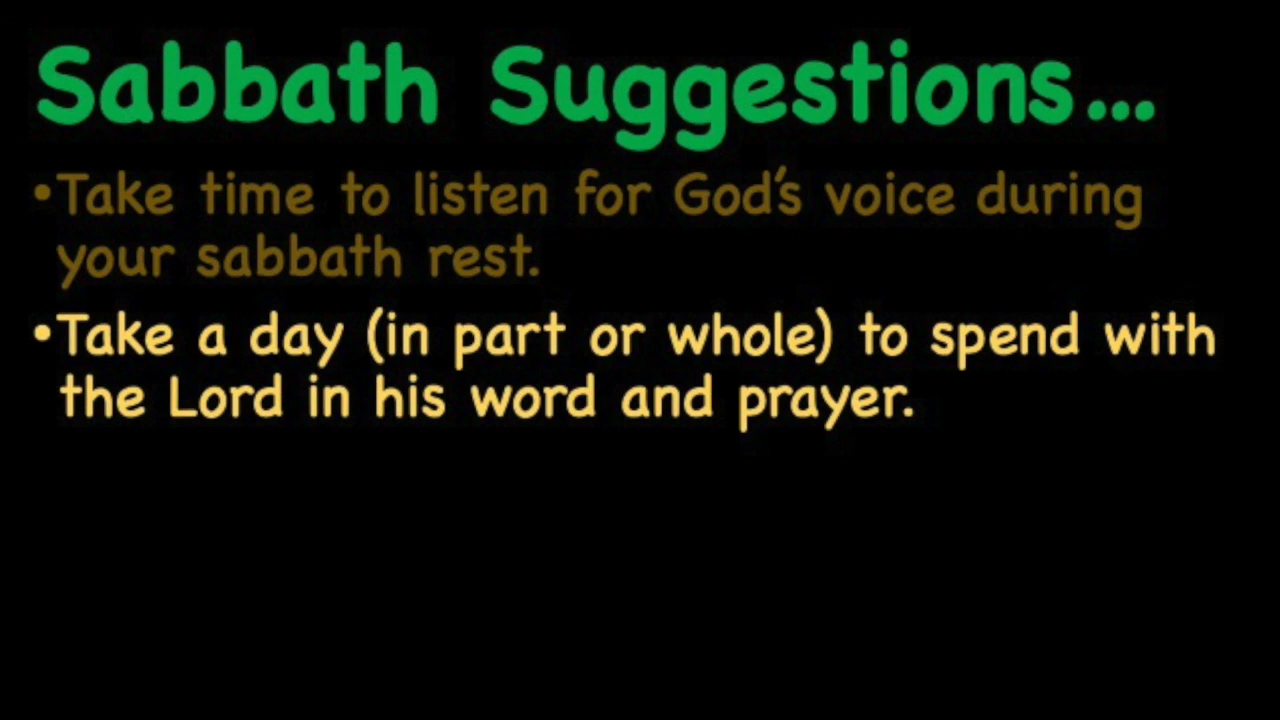 Sabbath Suggestions...
•Take time to listen for God's voice during
your sabbath rest.
•Take a day (in part or whole) to spend with
the Lord in his word and prayer.